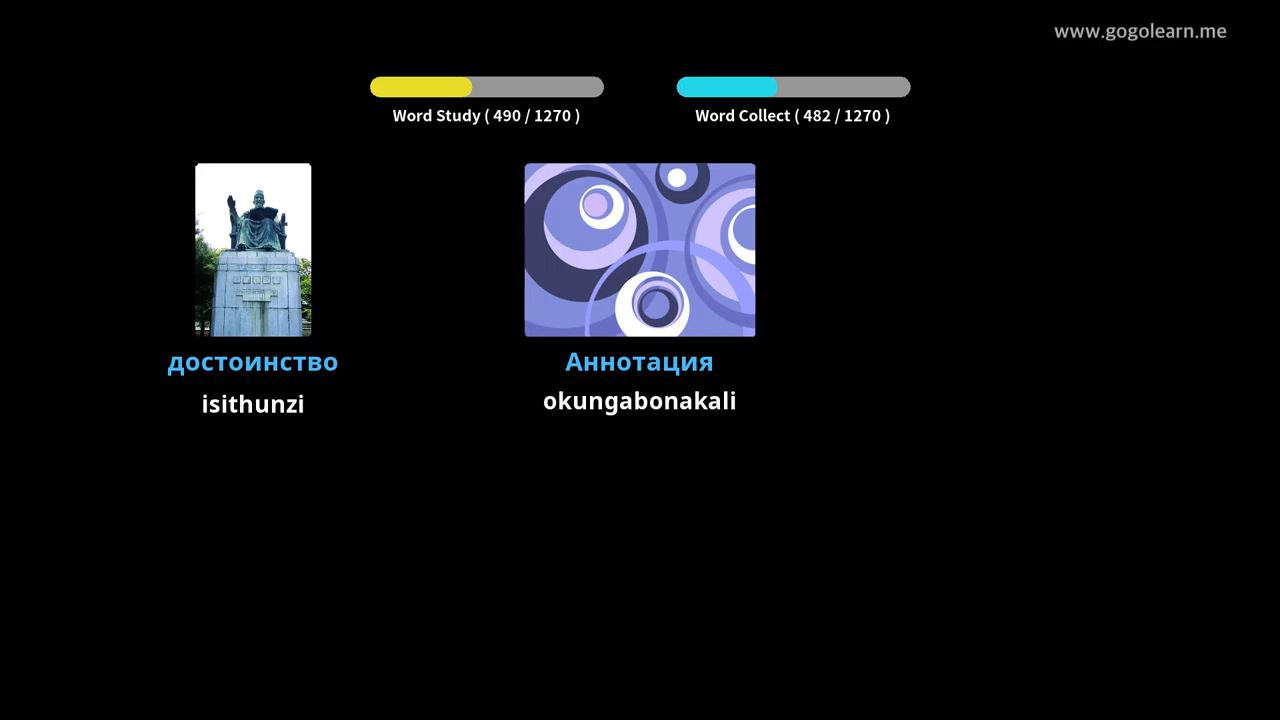 www.gogolearn.me
Word Study ( 490 / 1270 )
Word Collect ( 482 / 1270 )
достоинство
isithunzi
Аннотация
okungabonakali